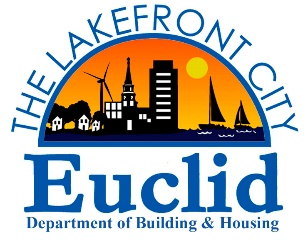 THE LAKEFRONT CITY
Euclid
Department of Building & Housing